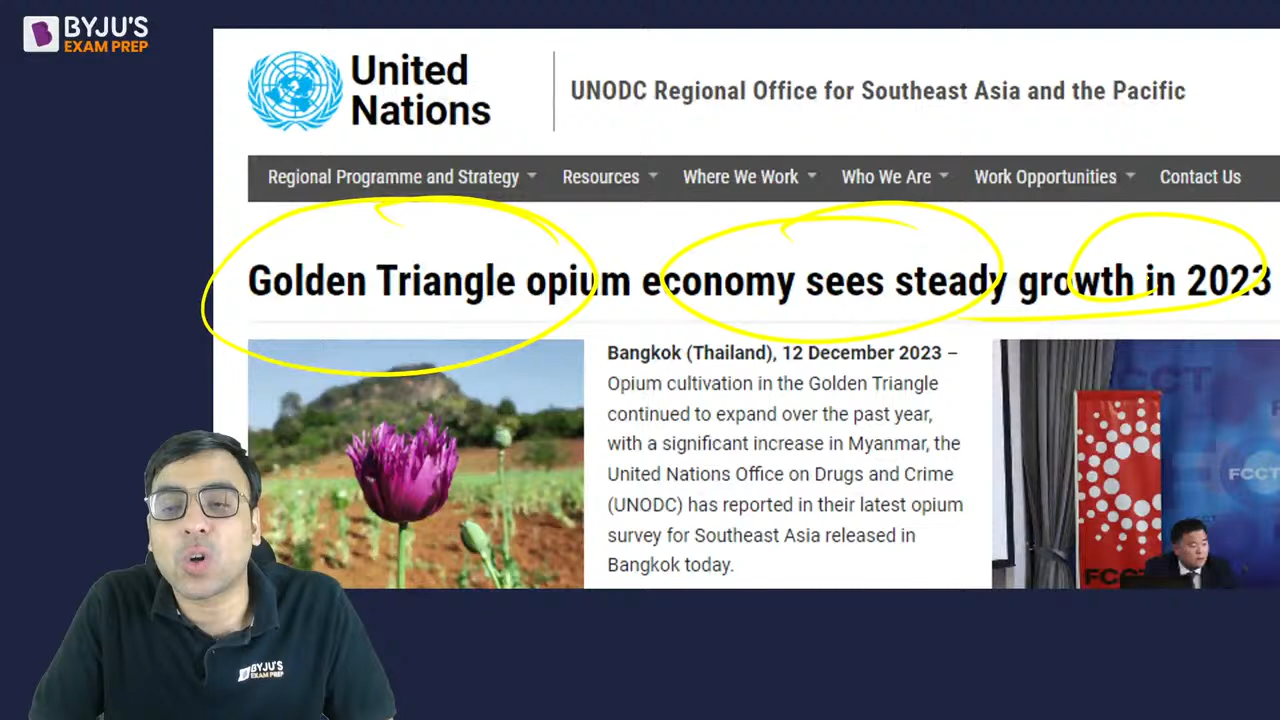 BYJU'S
EXAM PREP
United
Nations
UNODC Regional Office for Southeast Asia and the Pacific
Regional Programme and Strategy
Resources
Where We Work
Who We Are
Work Opportunities
Contact Us
Golden Triangle opium economy sees steady growth in 2023
Bangkok (Thailand), 12 December 2023 –
Opium cultivation in the Golden Triangle
continued to expand over the past year,
with a significant increase in Myanmar, the
United Nations Office on Drugs and Crime
(UNODC) has reported in their latest opium
survey for Southeast Asia released in
Bangkok today.
FCCT
FCCT
BYJU'S
EXAM PREP